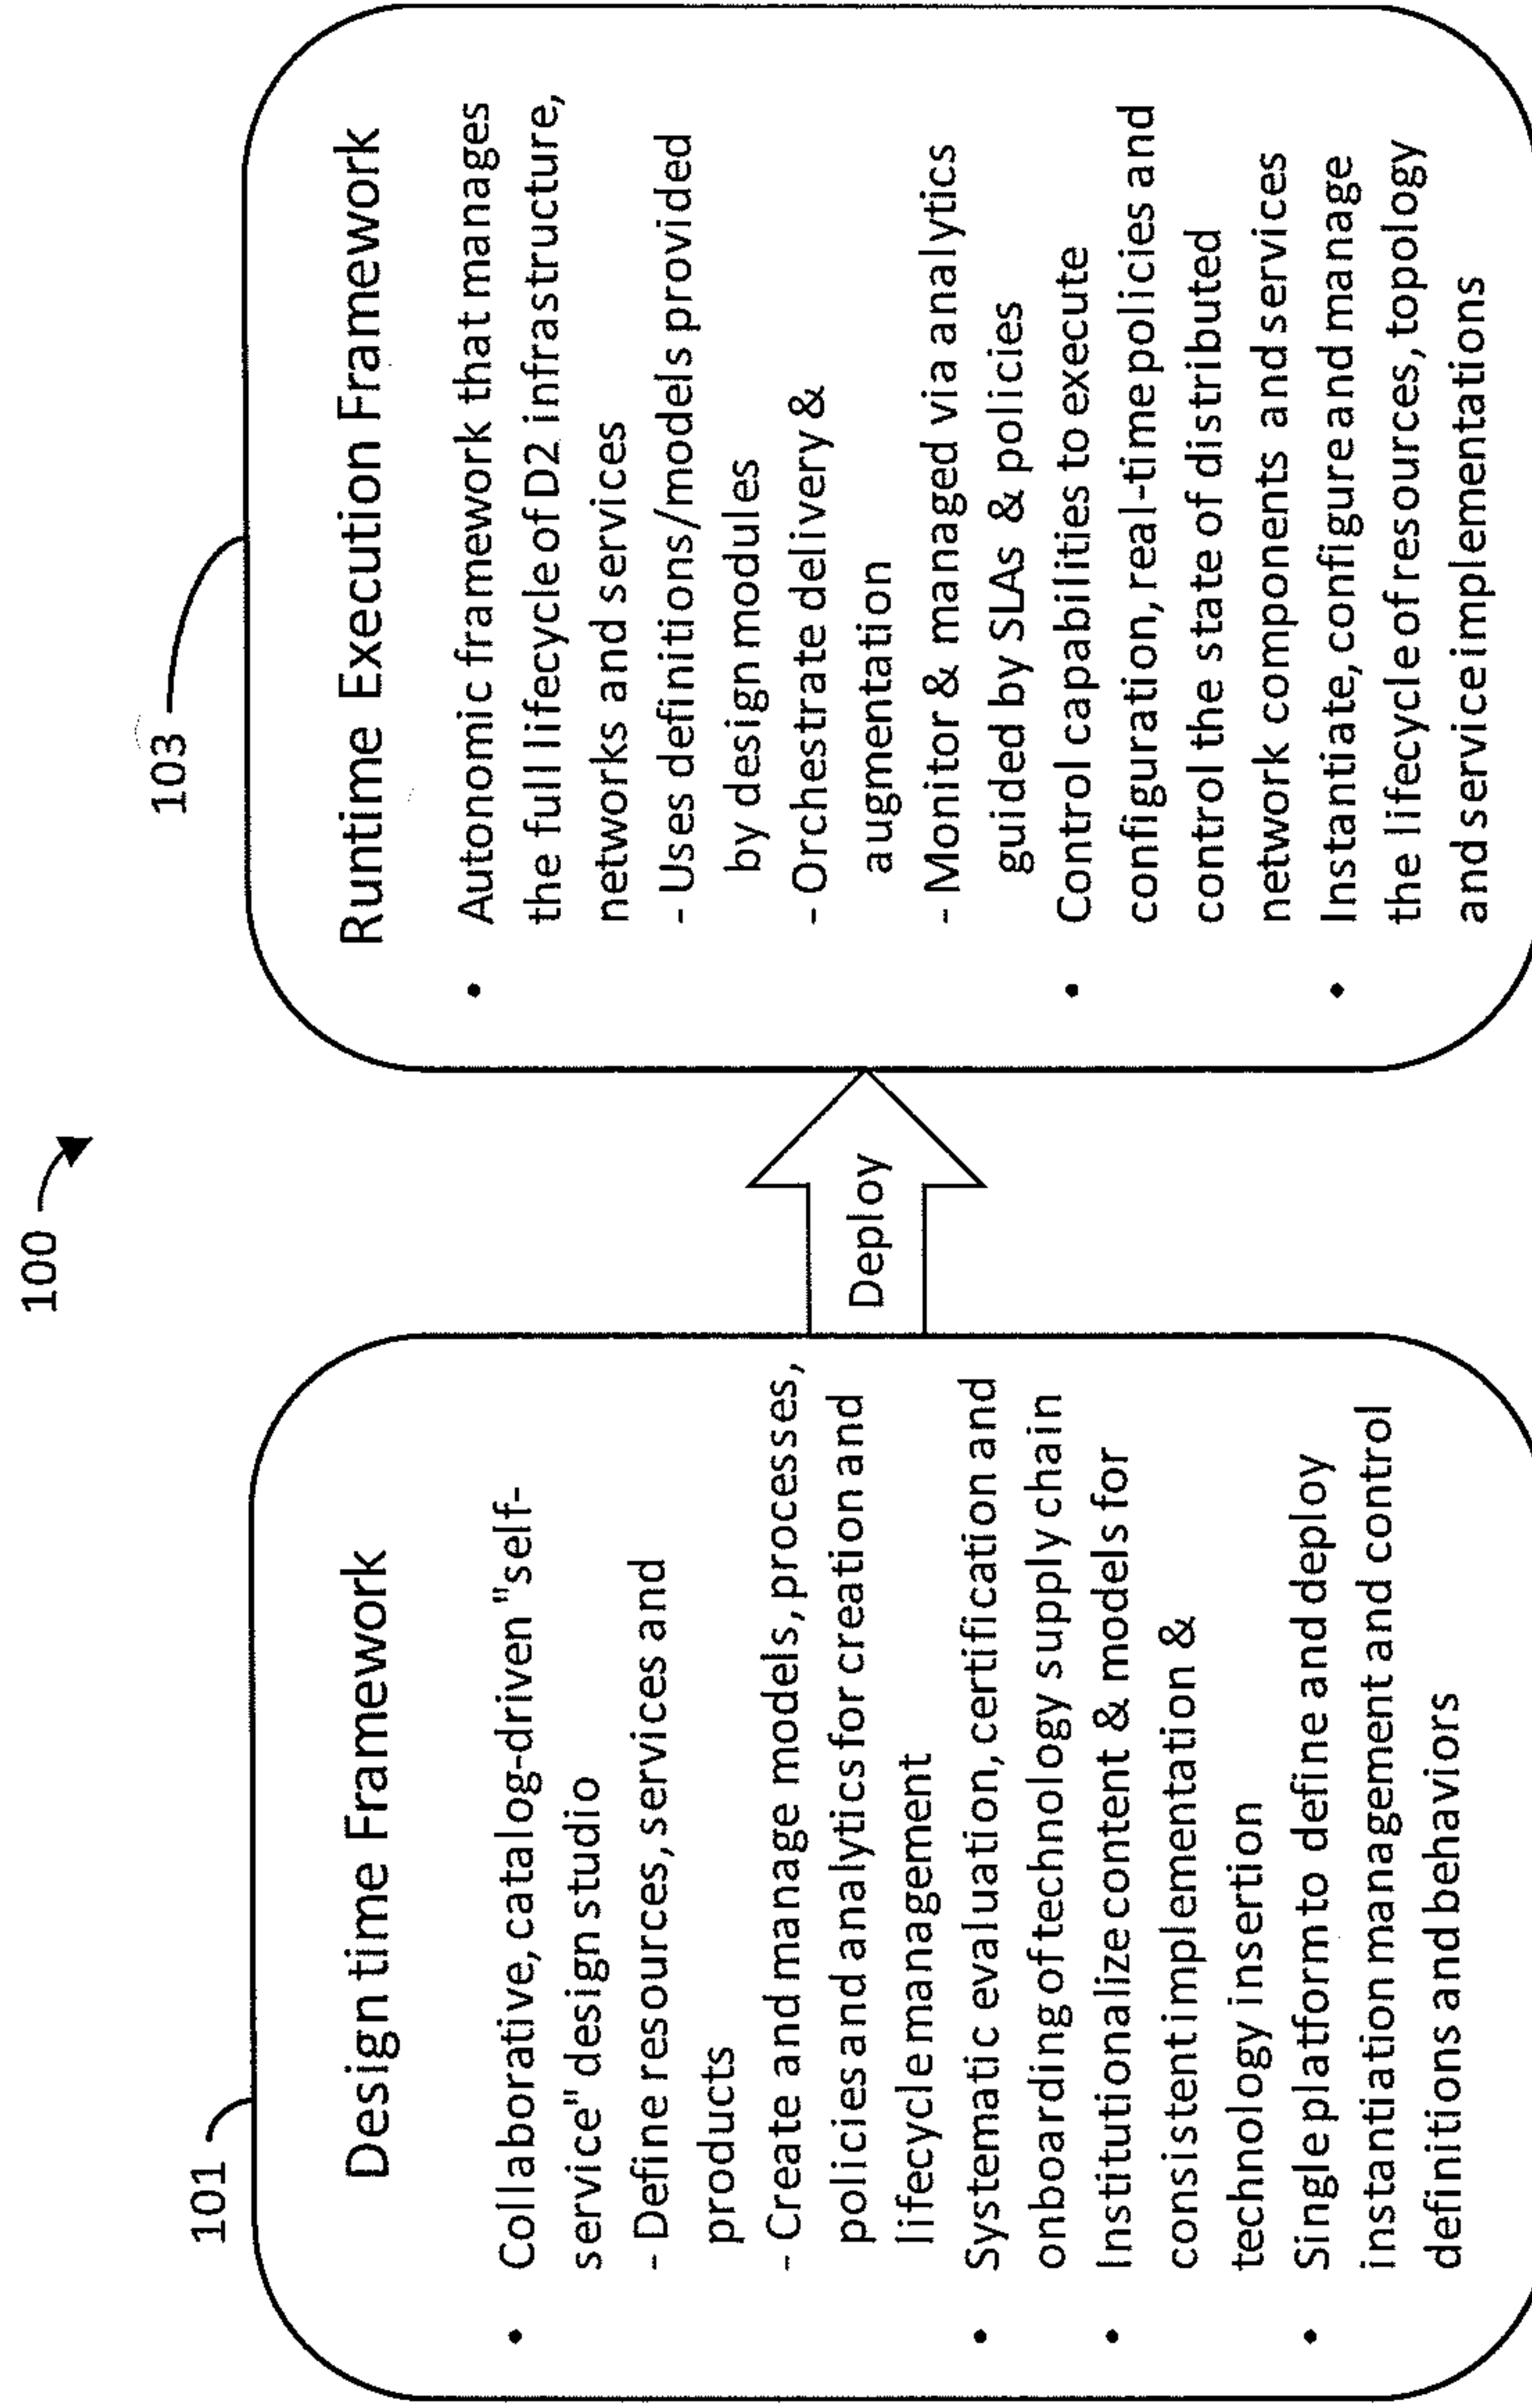 100
101
Design time Framework
• Collaborative, catalog-driven "self-
service" design studio
- Define resources, services and
products
- Create and manage models, processes,
policies and analytics for creation and
lifecycle management
• Systematic evaluation, certification and
onboarding of technology supply chain
• Institutionalize content & models for
consistent implementation &
technology insertion
• Single platform to define and deploy
instantiation management and control
definitions and behaviors
Deploy
103
Runtime Execution Framework
• Autonomic framework that manages
the full lifecycle of D2 infrastructure,
networks and services
- Uses definitions/models provided
by design modules
- Orchestrate delivery &
augmentation
- Monitor & managed via analytics
guided by SLAs & policies
• Control capabilities to execute
configuration, real-time policies and
control the state of distributed
network components and services
• Instantiate, configure and manage
the lifecycle of resources, topology
and service implementations